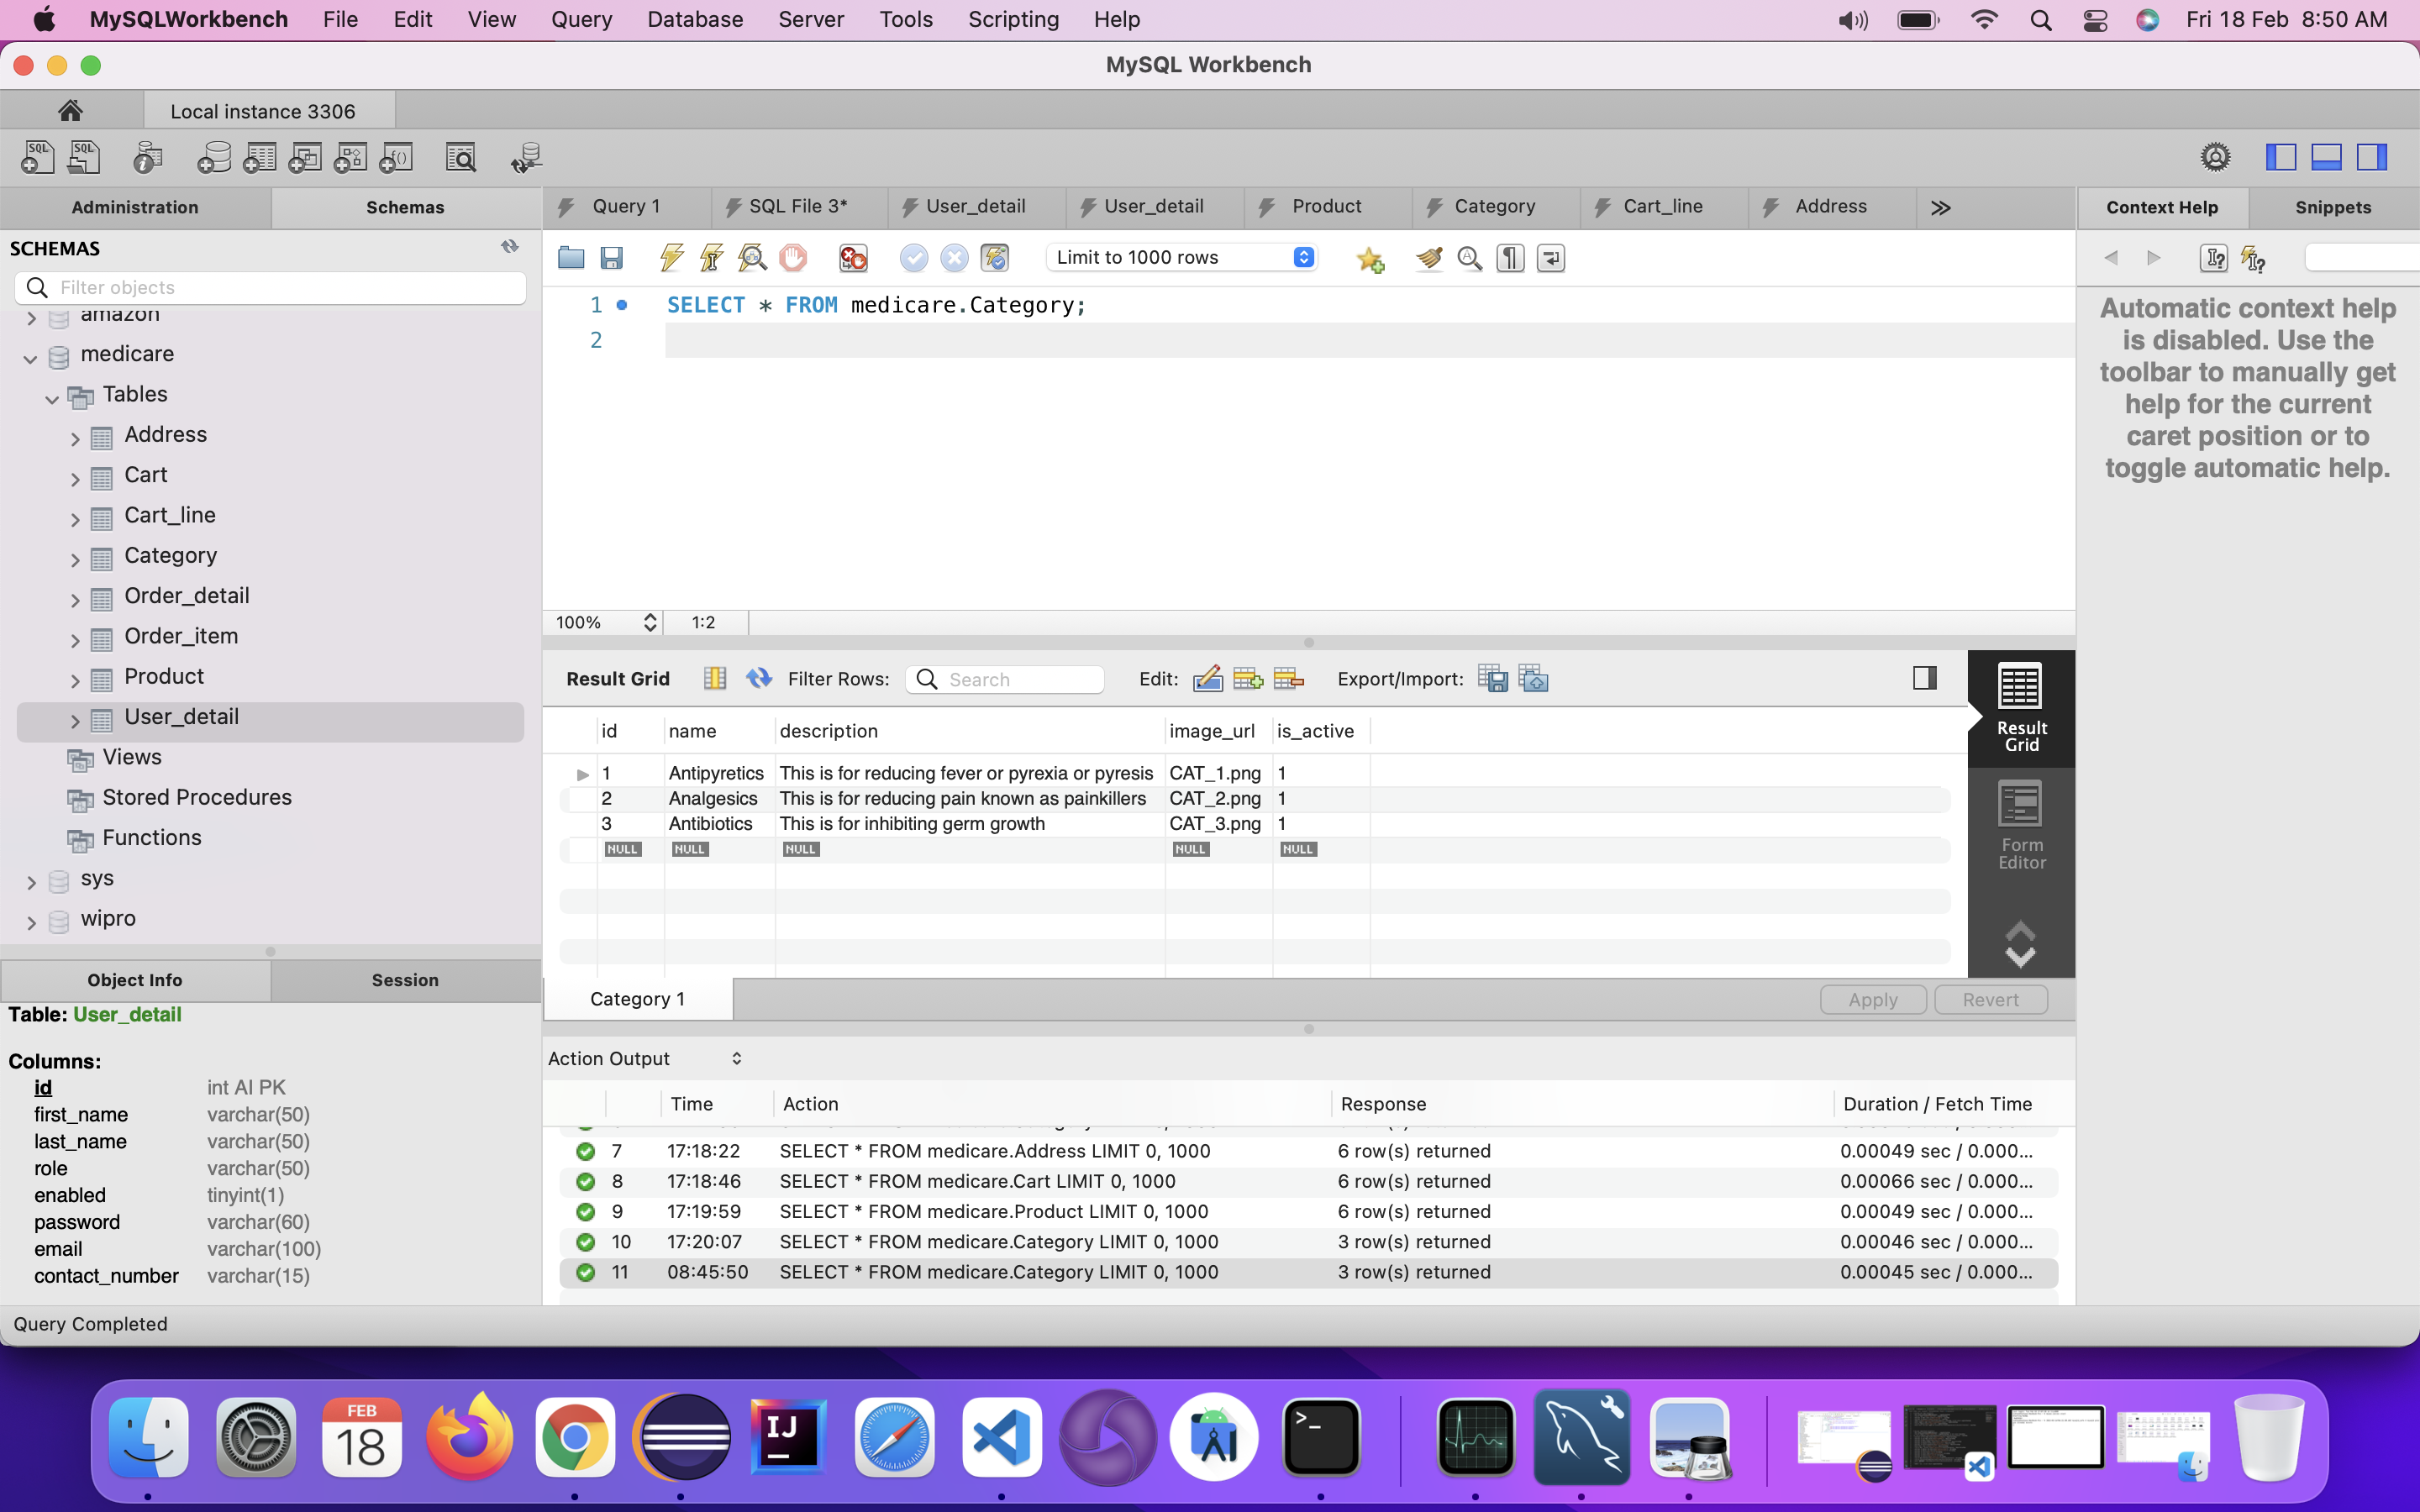 MySQLWorkbench File Edit View Query Database Server Tools Scripting Help Fri 18 Feb 8:50 AM
MySQL Workbench
Local instance 3306
SQL SQL
Administration Schemas
Query 1 SQL File 3* User_detail User_detail Product Category Cart_line Address
Context Help Snippets
SCHEMAS
Filter objects
amazon
medicare
Tables
Address
Cart
Cart_line
Category
Order_detail
Order_item
Product
User_detail
Views
Stored Procedures
Functions
sys
wipro
Limit to 1000 rows
1 SELECT * FROM medicare.Category;
2
100% 1:2
Automatic context help
is disabled. Use the
toolbar to manually get
help for the current
caret position or to
toggle automatic help.
Result Grid Filter Rows: Search Edit: Export/Import:
id name description image_url is_active
1 Antipyretics This is for reducing fever or pyrexia or pyresis CAT_1.png 1
2 Analgesics This is for reducing pain known as painkillers CAT_2.png 1
3 Antibiotics This is for inhibiting germ growth CAT_3.png 1
NULL NULL NULL NULL NULL
Result
Grid
Form
Editor
Category 1 Apply Revert
Object Info Session
Table: User_detail
Columns:
id int AI PK
first_name varchar(50)
last_name varchar(50)
role varchar(50)
enabled tinyint(1)
password varchar(60)
email varchar(100)
contact_number varchar(15)
Action Output
Time Action Response Duration / Fetch Time
7 17:18:22 SELECT * FROM medicare.Address LIMIT 0, 1000 6 row(s) returned 0.00049 sec / 0.000...
8 17:18:46 SELECT * FROM medicare.Cart LIMIT 0, 1000 6 row(s) returned 0.00066 sec / 0.000...
9 17:19:59 SELECT * FROM medicare.Product LIMIT 0, 1000 6 row(s) returned 0.00049 sec / 0.000...
10 17:20:07 SELECT * FROM medicare.Category LIMIT 0, 1000 3 row(s) returned 0.00046 sec / 0.000...
11 08:45:50 SELECT * FROM medicare.Category LIMIT 0, 1000 3 row(s) returned 0.00045 sec / 0.000...
Query Completed
FEB
18
IJ
>_